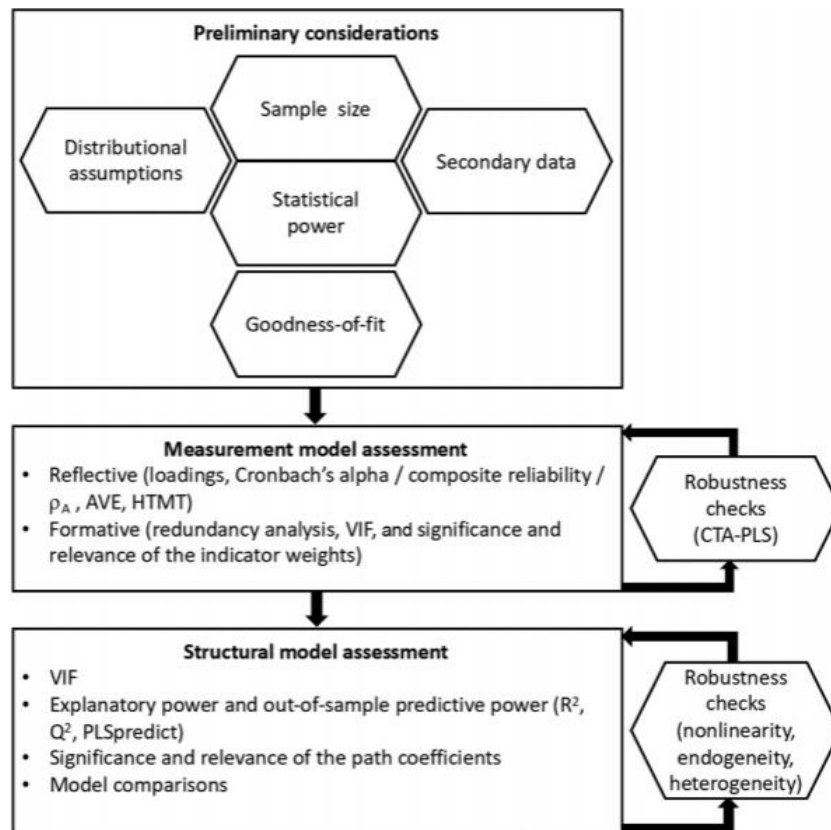 Preliminary considerations
Sample size
Distributional
assumptions
Secondary data
Statistical
power
Goodness-of-fit
Measurement model assessment
• Reflective (loadings, Cronbach's alpha / composite reliability /
ρA , AVE, HTMT)
• Formative (redundancy analysis, VIF, and significance and
relevance of the indicator weights)
Robustness
checks
(CTA-PLS)
Structural model assessment
• VIF
• Explanatory power and out-of-sample predictive power (R²,
Q², PLSpredict)
• Significance and relevance of the path coefficients
• Model comparisons
Robustness
checks
(nonlinearity,
endogeneity,
heterogeneity)